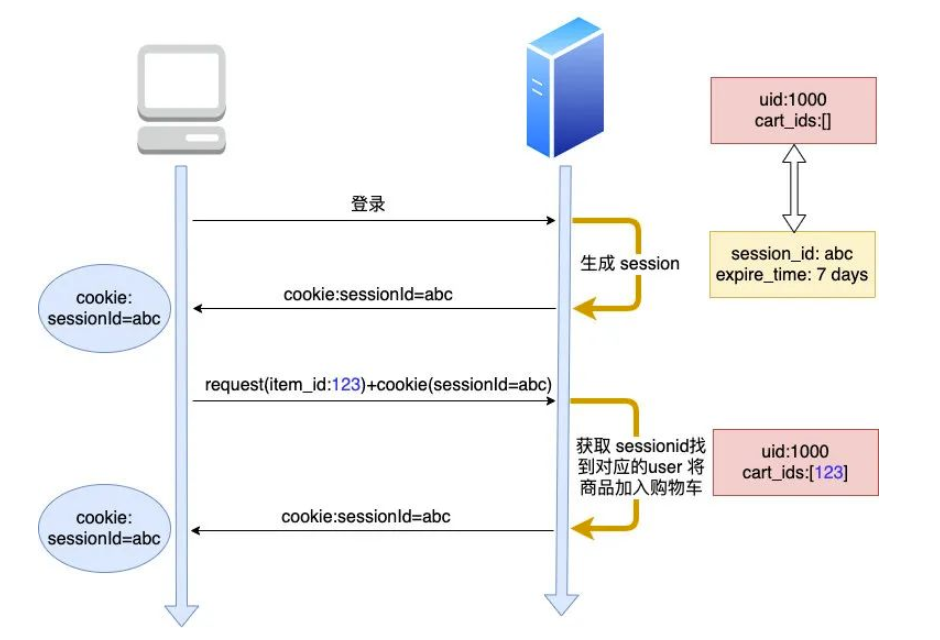 uid:1000
cart_ids:[]
登录
session_id: abc
expire_time: 7 days
生成 session
cookie:
sessionId=abc
cookie:sessionId=abc
request(item_id:123)+cookie(sessionId=abc)
获取 sessionid找
到对应的user 将
商品加入购物车
uid:1000
cart_ids:[123]
cookie:
sessionId=abc
cookie:sessionId=abc